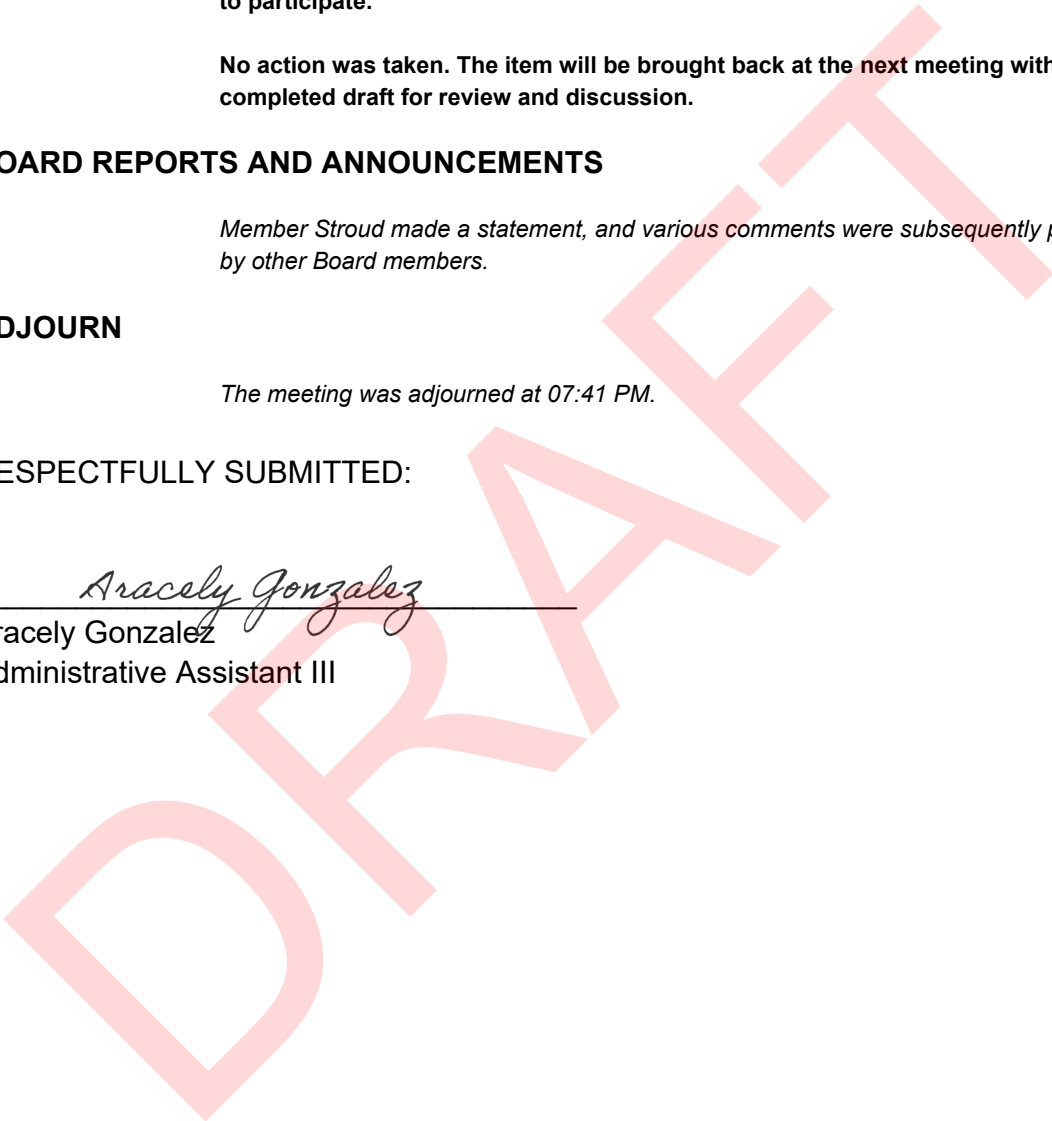 to participate.
No action was taken. The item will be brought back at the next meeting with
completed draft for review and discussion.
OARD REPORTS AND ANNOUNCEMENTS
Member Stroud made a statement, and various comments were subsequently p
by other Board members.
DJOURN
The meeting was adjourned at 07:41 PM.
ESPECTFULLY SUBMITTED:
Aracely Gonzalez
racely Gonzalez
dministrative Assistant III
DRAFT